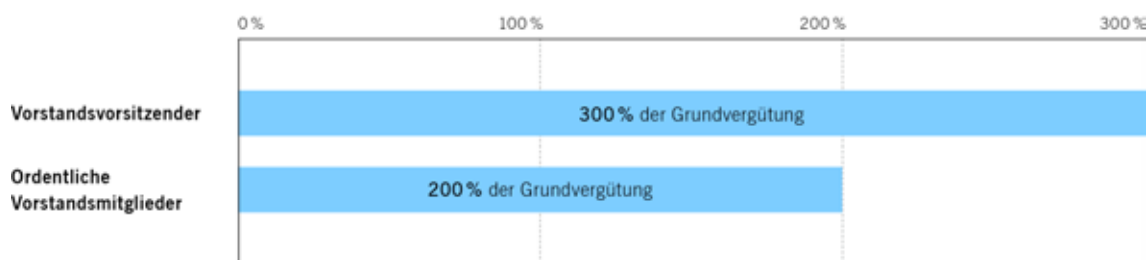 0 % 100 % 200 % 300 %
Vorstandsvorsitzender 300 % der Grundvergütung
Ordentliche
Vorstandsmitglieder 200 % der Grundvergütung